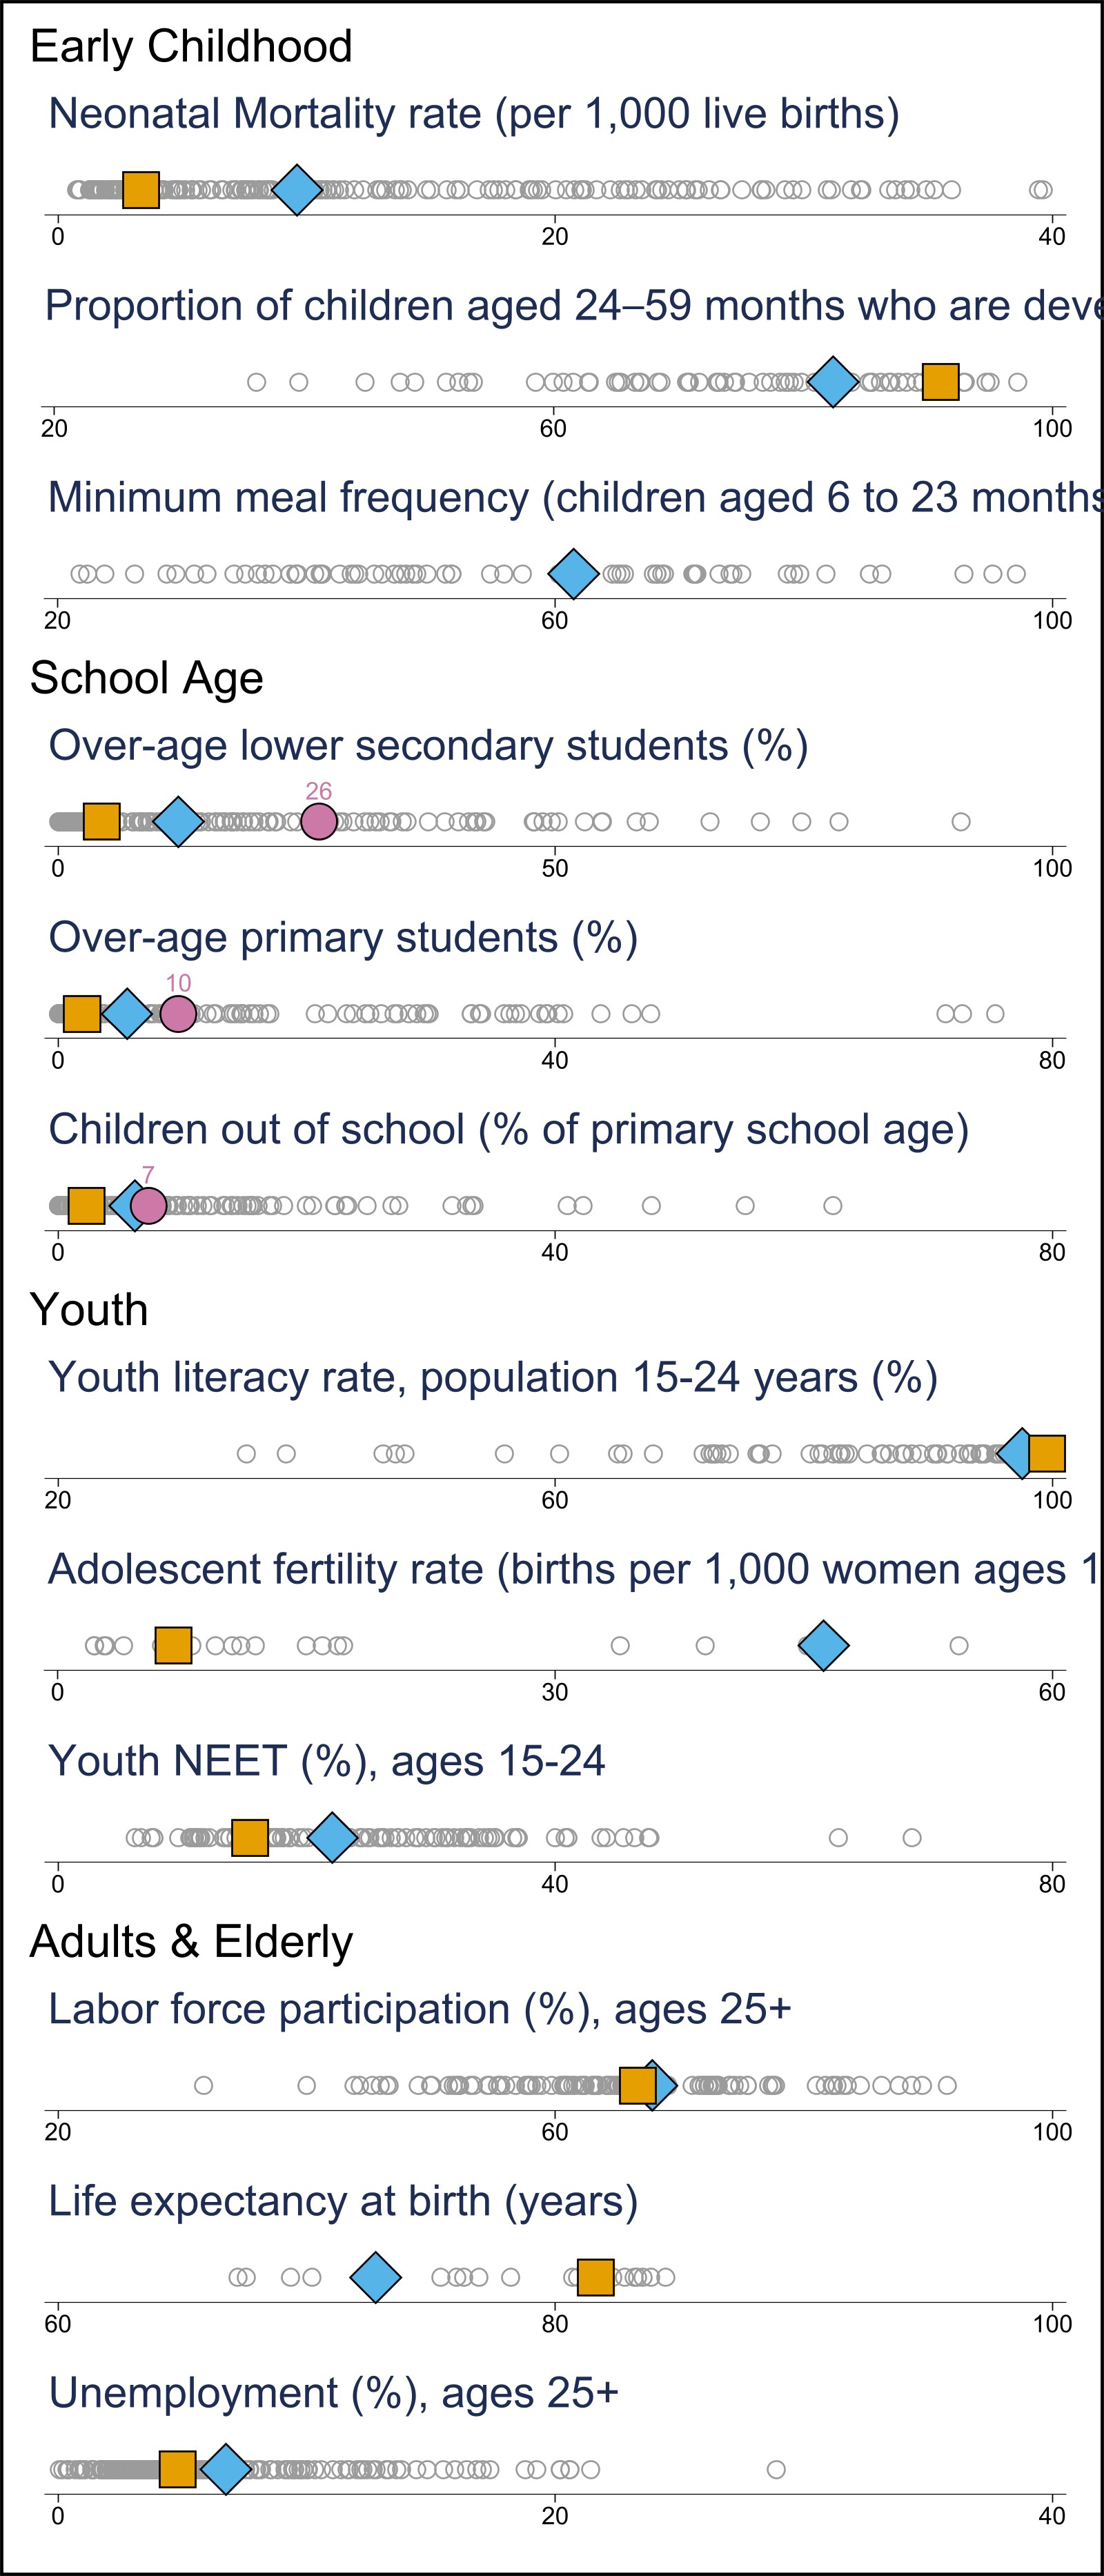 Early Childhood
Neonatal Mortality rate (per 1,000 live births)
0 20 40
Proportion of children aged 24–59 months who are deve
20 60 100
Minimum meal frequency (children aged 6 to 23 months
20 60 100
School Age
Over-age lower secondary students (%)
26
0 50 100
Over-age primary students (%)
10
0 40 80
Children out of school (% of primary school age)
7
0 40 80
Youth
Youth literacy rate, population 15-24 years (%)
20 60 100
Adolescent fertility rate (births per 1,000 women ages 1
0 30 60
Youth NEET (%), ages 15-24
0 40 80
Adults & Elderly
Labor force participation (%), ages 25+
20 60 100
Life expectancy at birth (years)
60 80 100
Unemployment (%), ages 25+
0 20 40